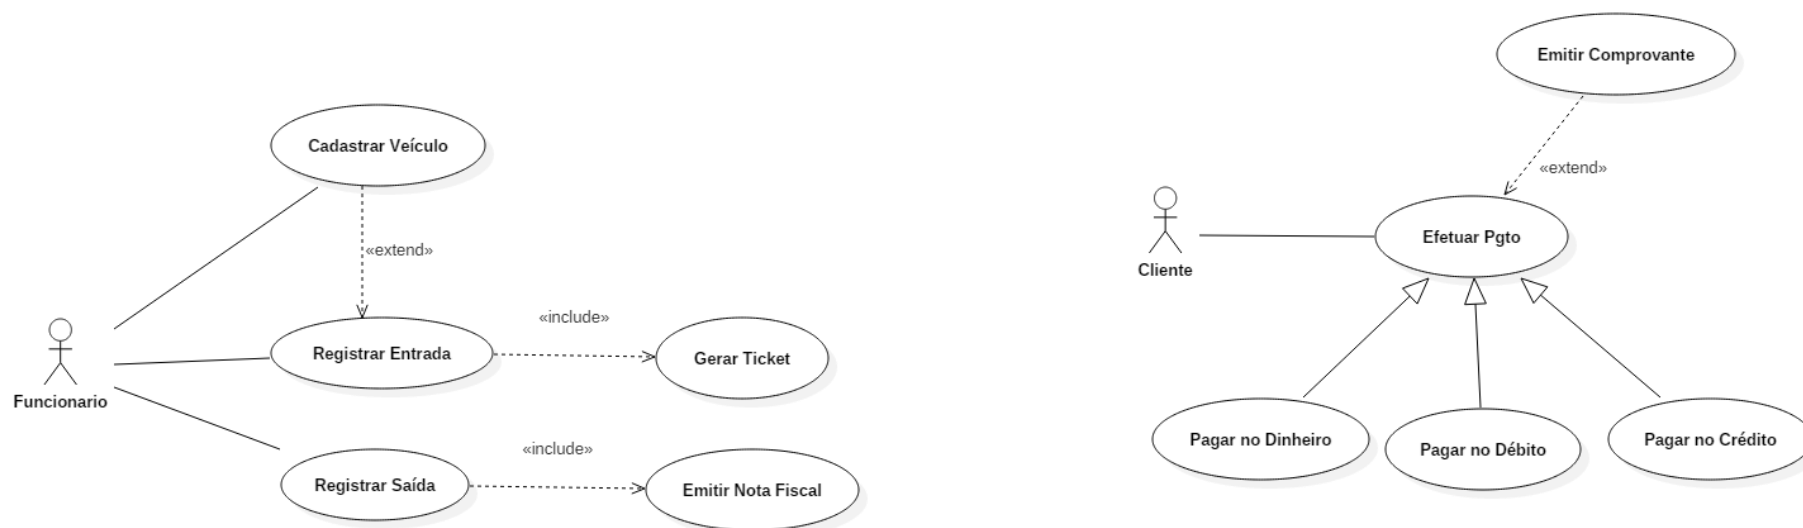 Emitir Comprovante
Cadastrar Veículo
«extend»
Efetuar Pgto
«extend»
Cliente
«include»
Registrar Entrada
Gerar Ticket
Funcionario
Pagar no Dinheiro
Pagar no Débito
Pagar no Crédito
«include»
Registrar Saída
Emitir Nota Fiscal